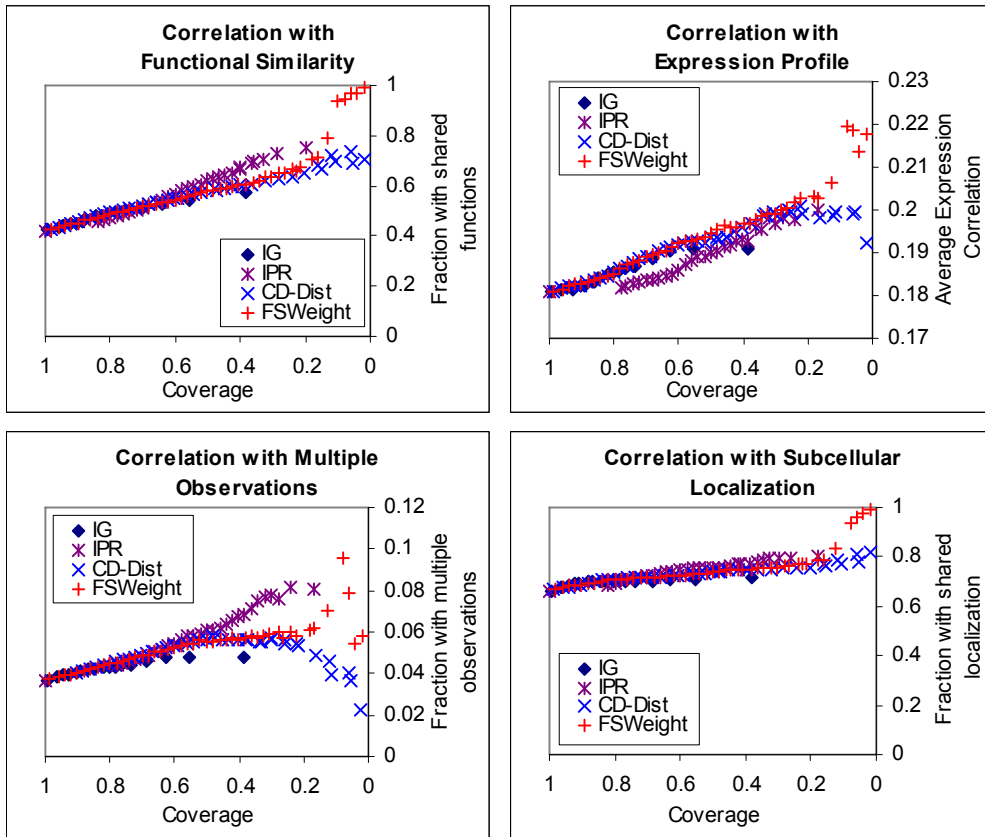 Correlation with
Functional Similarity
IG
IPR
CD-Dist
FSWeight
1
0.8
0.6
0.4
0.2
0
Fraction with shared
functions
1
0.8
0.6
0.4
0.2
0
Coverage
Correlation with
Expression Profile
IG
IPR
CD-Dist
FSWeight
0.23
0.22
0.21
0.2
0.19
0.18
0.17
Average Expression
Correlation
1
0.8
0.6
0.4
0.2
0
Coverage
Correlation with Multiple
Observations
IG
IPR
CD-Dist
FSWeight
0.12
0.1
0.08
0.06
0.04
0.02
0
Fraction with multiple
observations
1
0.8
0.6
0.4
0.2
0
Coverage
Correlation with Subcellular
Localization
IG
IPR
CD-Dist
FSWeight
1
0.8
0.6
0.4
0.2
0
Fraction with shared
localization
1
0.8
0.6
0.4
0.2
0
Coverage